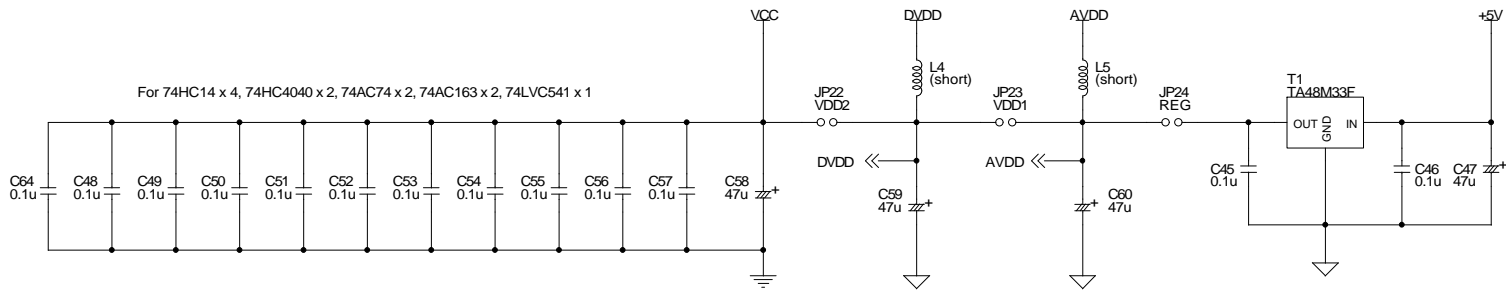 VCC
DVDD
AVDD
+5V
L4
(short)
L5
(short)
For 74HC14 x 4, 74HC4040 x 2, 74AC74 x 2, 74AC163 x 2, 74LVC541 x 1
JP22
VDD2
JP23
VDD1
JP24
REG
T1
TA48M33F
OUT
GND
IN
DVDD
AVDD
C64
0.1u
C48
0.1u
C49
0.1u
C50
0.1u
C51
0.1u
C52
0.1u
C53
0.1u
C54
0.1u
C55
0.1u
C56
0.1u
C57
0.1u
C58
47u
+
C59
47u
+
C60
47u
+
C45
0.1u
C46
0.1u
C47
47u
+